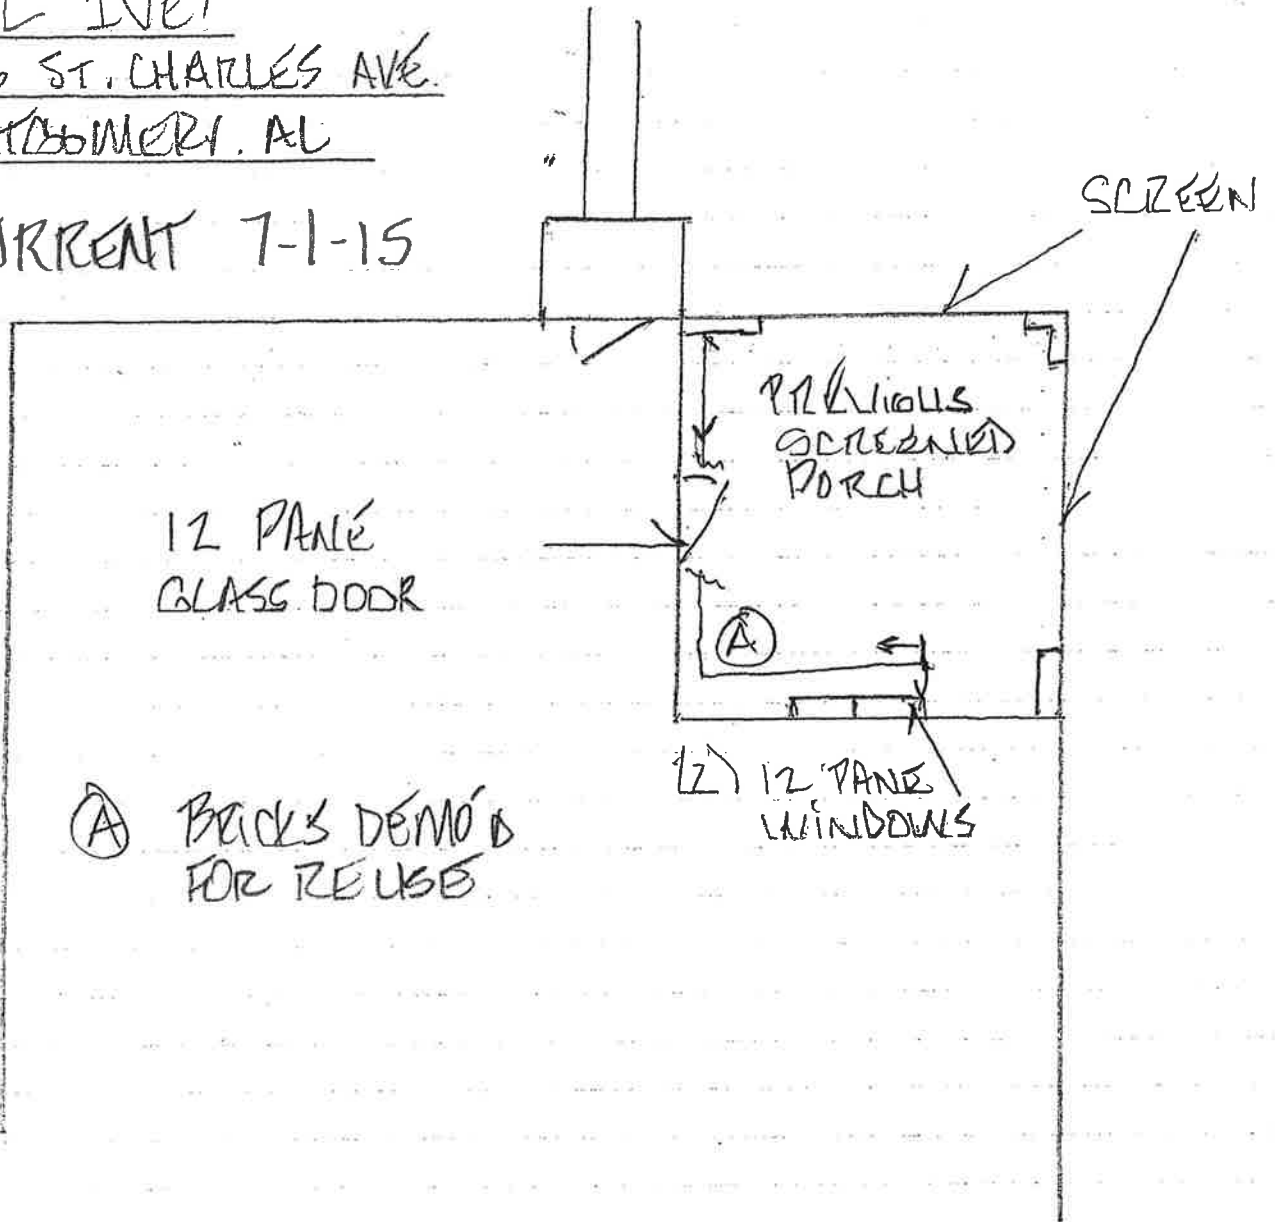 ST. CHARLES AVE.
AL
7-1-15
SCREEN
PREVIOUS
SCREENED
PORCH
12 PANE
GLASS DOOR
A
(2) 12 PANE
WINDOWS
A BRICKS DEMO'D
FOR REUSE